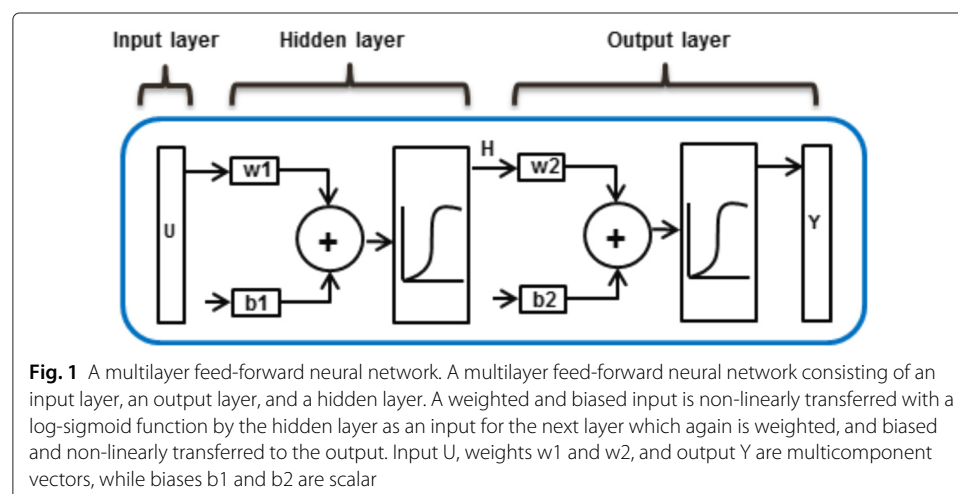 Input layer Hidden layer Output layer
H
w1 w2
U + + Y
b1 b2
Fig. 1 A multilayer feed-forward neural network. A multilayer feed-forward neural network consisting of an
input layer, an output layer, and a hidden layer. A weighted and biased input is non-linearly transferred with a
log-sigmoid function by the hidden layer as an input for the next layer which again is weighted, and biased
and non-linearly transferred to the output. Input U, weights w1 and w2, and output Y are multicomponent
vectors, while biases b1 and b2 are scalar